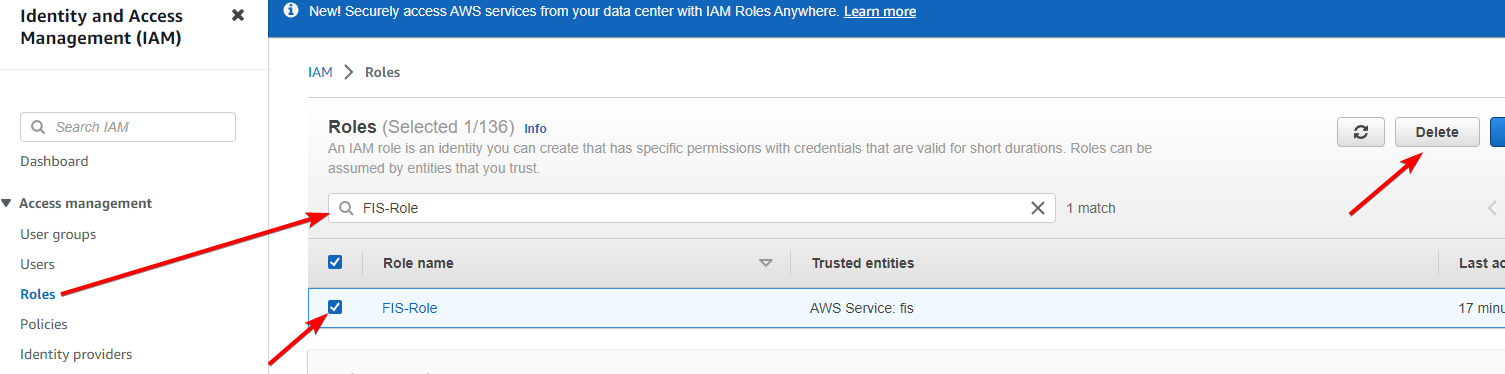 Identity and Access
Management (IAM)
Search IAM
Dashboard
Access management
User groups
Users
Roles
Policies
Identity providers
New! Securely access AWS services from your data center with IAM Roles Anywhere. Learn more
IAM > Roles
Roles (Selected 1/136) Info
An IAM role is an identity you can create that has specific permissions with credentials that are valid for short durations. Roles can be
assumed by entities that you trust.
Delete
FIS-Role
1 match
Role name Trusted entities Last ac
FIS-Role AWS Service: fis 17 minu